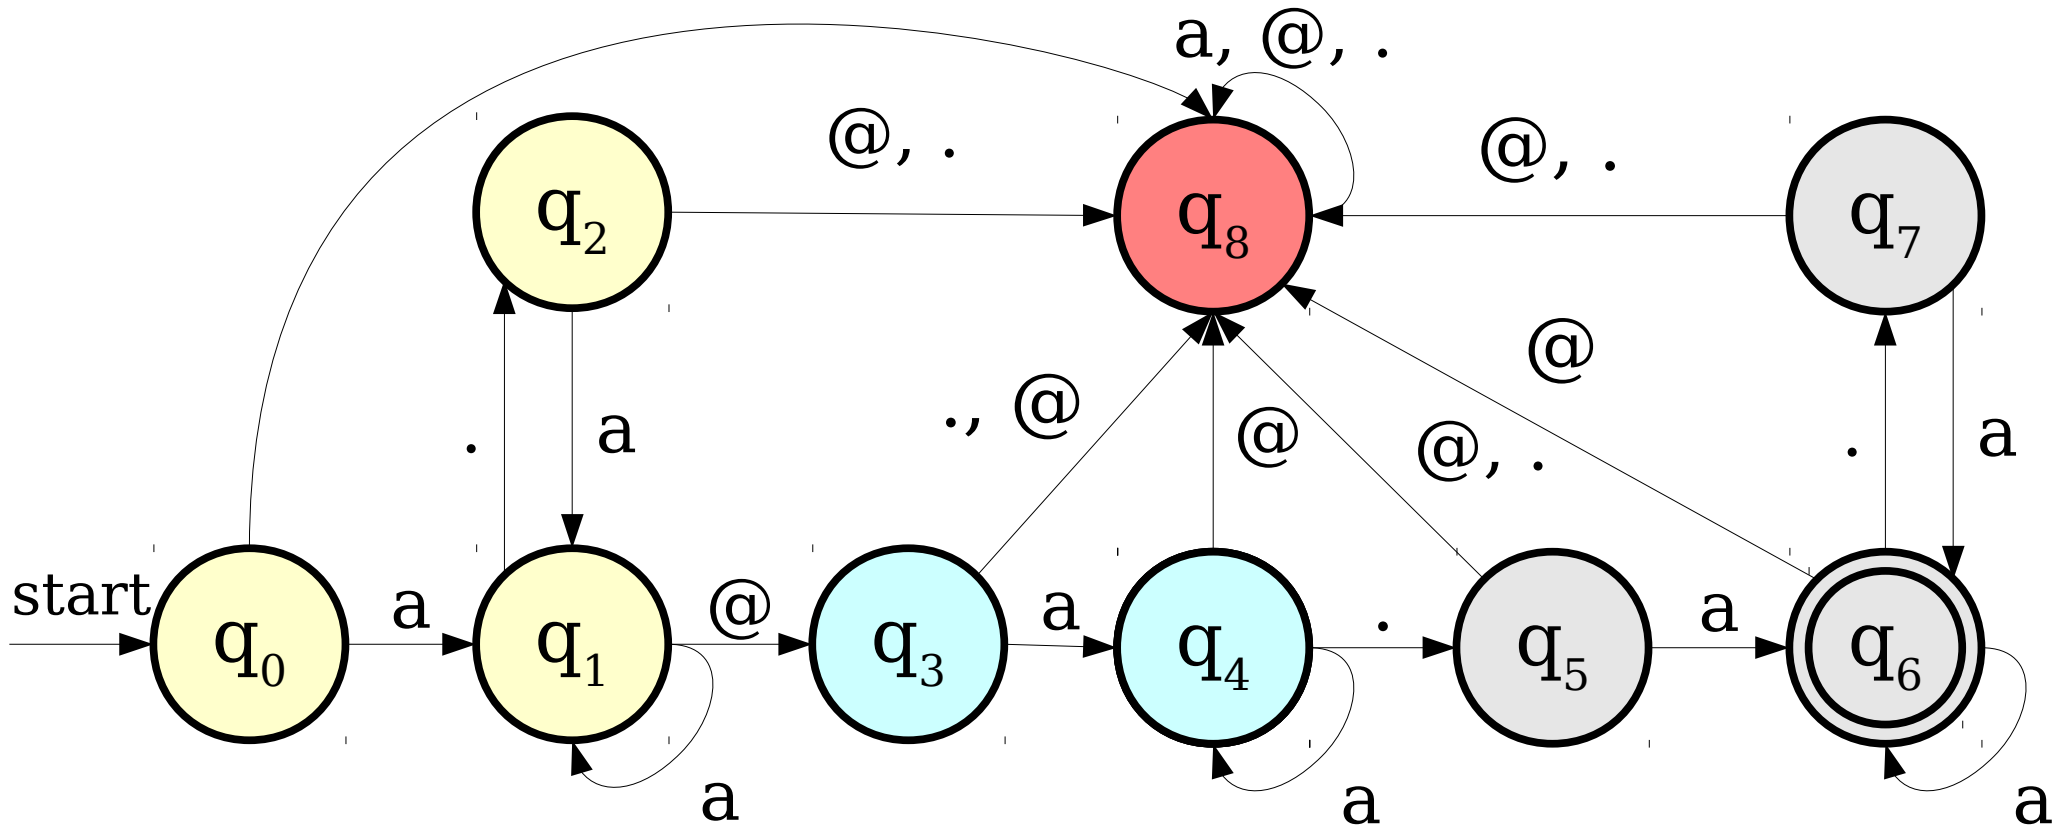 a, @, .
@, .
@, .
q2
q8
q7
@
., @
@
@, .
.
a
.
a
start
a
@
a
.
a
q0
q1
q3
q4
q5
q6
a
a
a